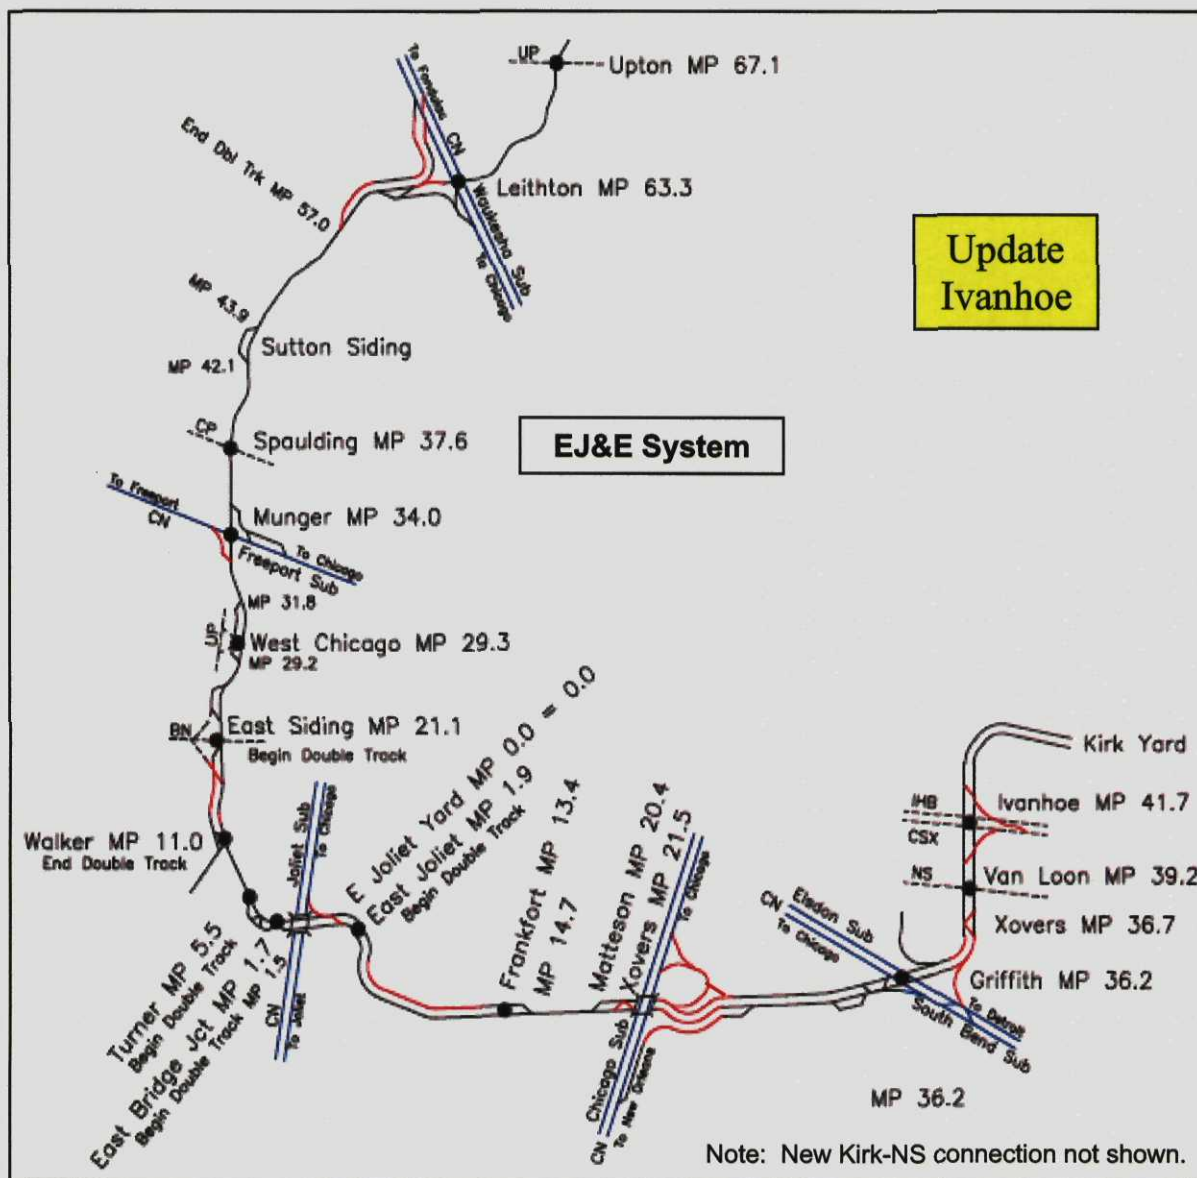 UP
Upton MP 67.1
To Fonduloc
CN
End Dbl Trk MP 57.0
Leithton MP 63.3
Waukesha Sub
To Chicago
Update
Ivanhoe
MP 43.9
Sutton Siding
MP 42.1
CP
Spaulding MP 37.6
EJ&E System
To Freeport
CN
Munger MP 34.0
To Chicago
Freeport Sub
MP 31.8
UP
West Chicago MP 29.3
MP 29.2
BN
East Siding MP 21.1
Begin Double Track
Walker MP 11.0
End Double Track
Turner MP 5.5
Begin Double Track
East Bridge Jct MP 1.7
Begin Double Track MP 1.5
Joliet Sub
To Chicago
CN
To Joliet
E Joliet Yard MP 0.0 = 0.0
East Joliet MP 1.9
Begin Double Track
Frankfort MP 13.4
MP 14.7
Matteson MP 20.4
Xovers MP 21.5
To Chicago
Chicago Sub
CN
To New Orleans
Kirk Yard
IHB
Ivanhoe MP 41.7
CSX
NS
Van Loon MP 39.2
Elsdon Sub
CN
To Chicago
Xovers MP 36.7
Griffith MP 36.2
To Detroit
South Bend Sub
MP 36.2
Note: New Kirk-NS connection not shown.